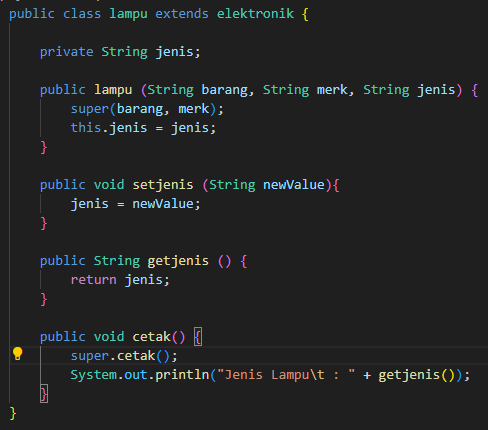 public class lampu extends elektronik {
private String jenis;
public lampu (String barang, String merk, String jenis) {
super(barang, merk);
this.jenis = jenis;
}
public void setjenis (String newValue){
jenis = newValue;
}
public String getjenis () {
return jenis;
}
public void cetak() {
super.cetak();
System.out.println("Jenis Lampu\t : " + getjenis());
}
}